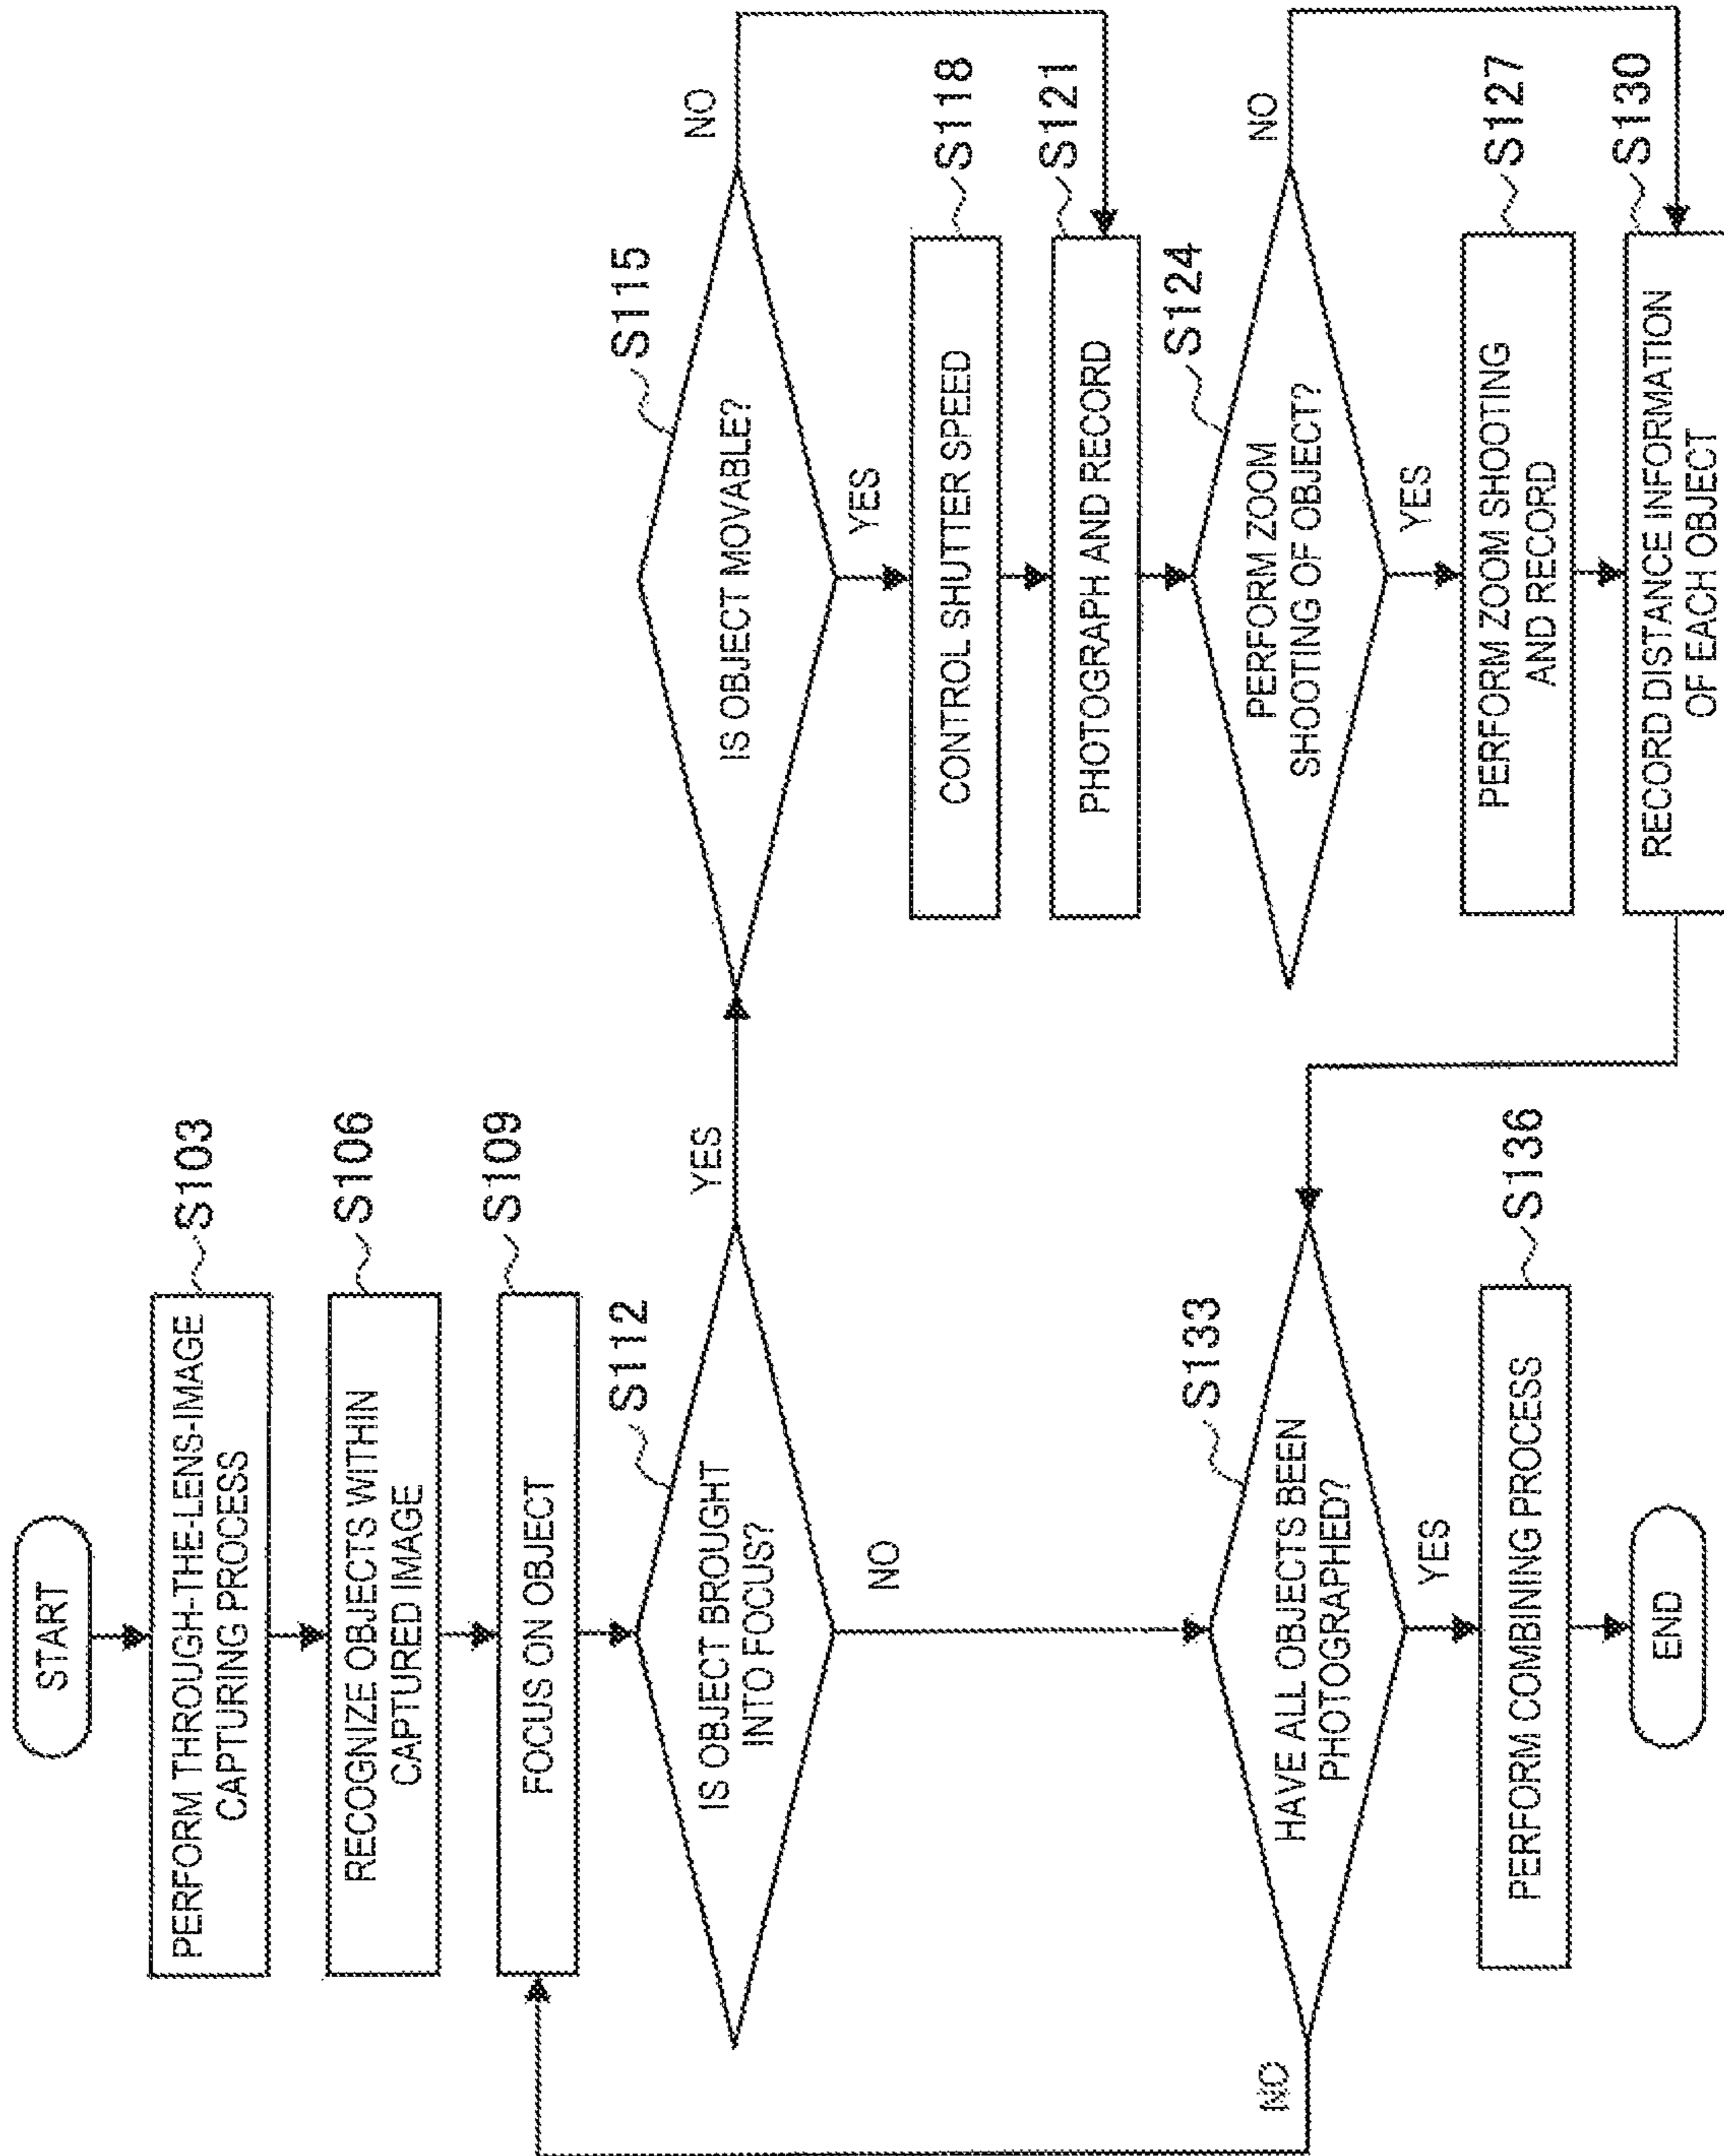 START
PERFORM THROUGH-THE-LENS-IMAGE
CAPTURING PROCESS
S103
RECOGNIZE OBJECTS WITHIN
CAPTURED IMAGE
S106
FOCUS ON OBJECT
S109
IS OBJECT BROUGHT
INTO FOCUS?
S112
YES
NO
IS OBJECT MOVABLE?
S115
NO
YES
CONTROL SHUTTER SPEED
S118
PHOTOGRAPH AND RECORD
S121
PERFORM ZOOM
SHOOTING OF OBJECT?
S124
NO
YES
PERFORM ZOOM SHOOTING
AND RECORD
S127
RECORD DISTANCE INFORMATION
OF EACH OBJECT
S130
HAVE ALL OBJECTS BEEN
PHOTOGRAPHED?
S133
NO
YES
PERFORM COMBINING PROCESS
S136
END